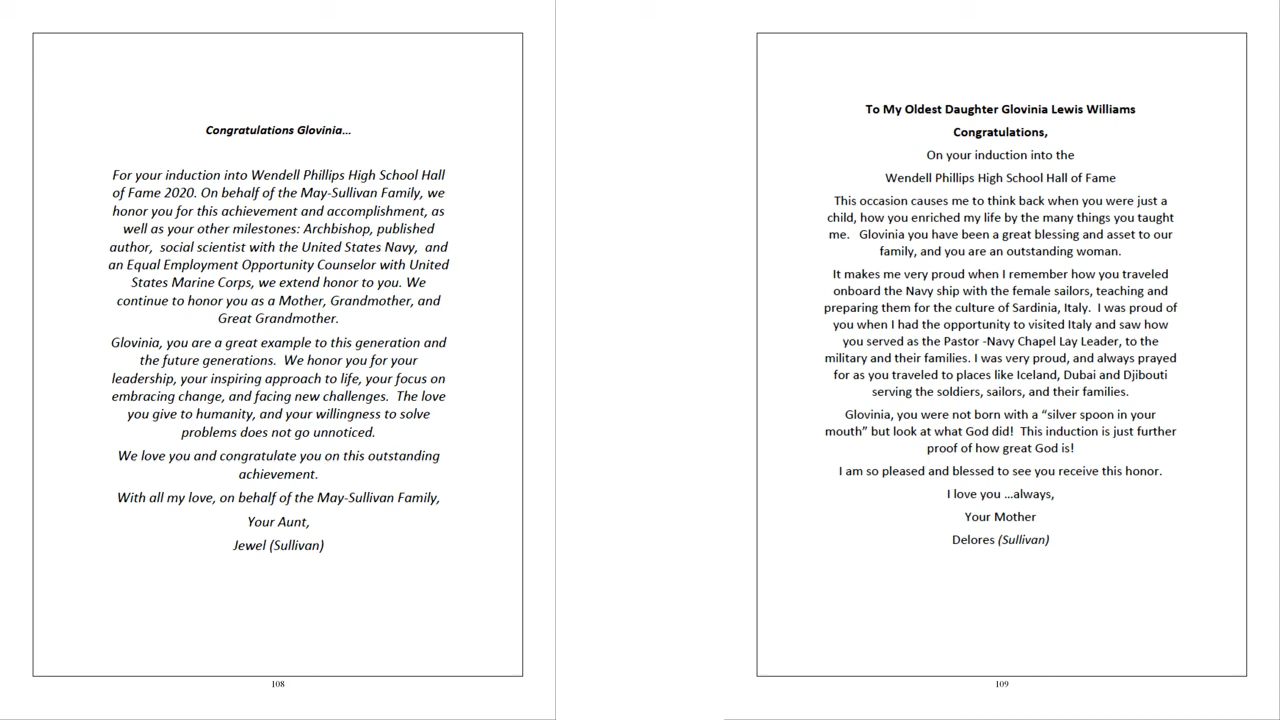 Congratulations Glovinia…
For your induction into Wendell Phillips High School Hall
of Fame 2020. On behalf of the May-Sullivan Family, we
honor you for this achievement and accomplishment, as
well as your other milestones: Archbishop, published
author, social scientist with the United States Navy, and
an Equal Employment Opportunity Counselor with United
States Marine Corps, we extend honor to you. We
continue to honor you as a Mother, Grandmother, and
Great Grandmother.
Glovinia, you are a great example to this generation and
the future generations. We honor you for your
leadership, your inspiring approach to life, your focus on
embracing change, and facing new challenges. The love
you give to humanity, and your willingness to solve
problems does not go unnoticed.
We love you and congratulate you on this outstanding
achievement.
With all my love, on behalf of the May-Sullivan Family,
Your Aunt,
Jewel (Sullivan)
108
To My Oldest Daughter Glovinia Lewis Williams
Congratulations,
On your induction into the
Wendell Phillips High School Hall of Fame
This occasion causes me to think back when you were just a
child, how you enriched my life by the many things you taught
me. Glovinia you have been a great blessing and asset to our
family, and you are an outstanding woman.
It makes me very proud when I remember how you traveled
onboard the Navy ship with the female sailors, teaching and
preparing them for the culture of Sardinia, Italy. I was proud of
you when I had the opportunity to visited Italy and saw how
you served as the Pastor -Navy Chapel Lay Leader, to the
military and their families. I was very proud, and always prayed
for as you traveled to places like Iceland, Dubai and Djibouti
serving the soldiers, sailors, and their families.
Glovinia, you were not born with a “silver spoon in your
mouth” but look at what God did! This induction is just further
proof of how great God is!
I am so pleased and blessed to see you receive this honor.
I love you …always,
Your Mother
Delores (Sullivan)
109